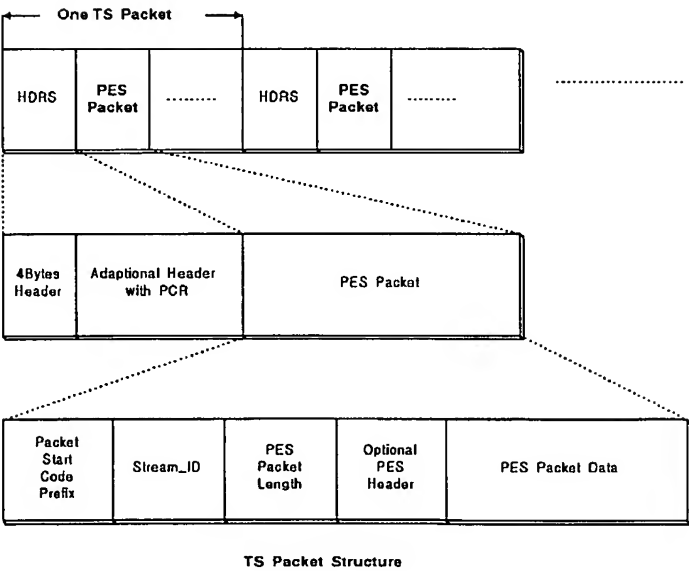 One TS Packet
HDRS
PES
Packet
..........
HDRS
PES
Packet
..........
4Bytes
Header
Adaptional Header
with PCR
PES Packet
Packet
Start
Code
Prefix
Stream_ID
PES
Packet
Length
Optional
PES
Header
PES Packet Data
TS Packet Structure